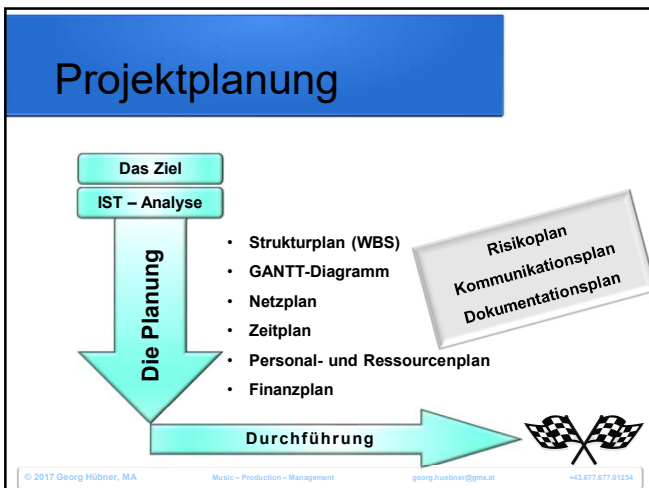 Projektplanung
Das Ziel
IST – Analyse
Die Planung
• Strukturplan (WBS)
• GANTT-Diagramm
• Netzplan
• Zeitplan
• Personal- und Ressourcenplan
• Finanzplan
Risikoplan
Kommunikationsplan
Dokumentationsplan
Durchführung
© 2017 Georg Hübner, MA Music – Production – Management georg.huebner@gmx.at +43.677.677.01234